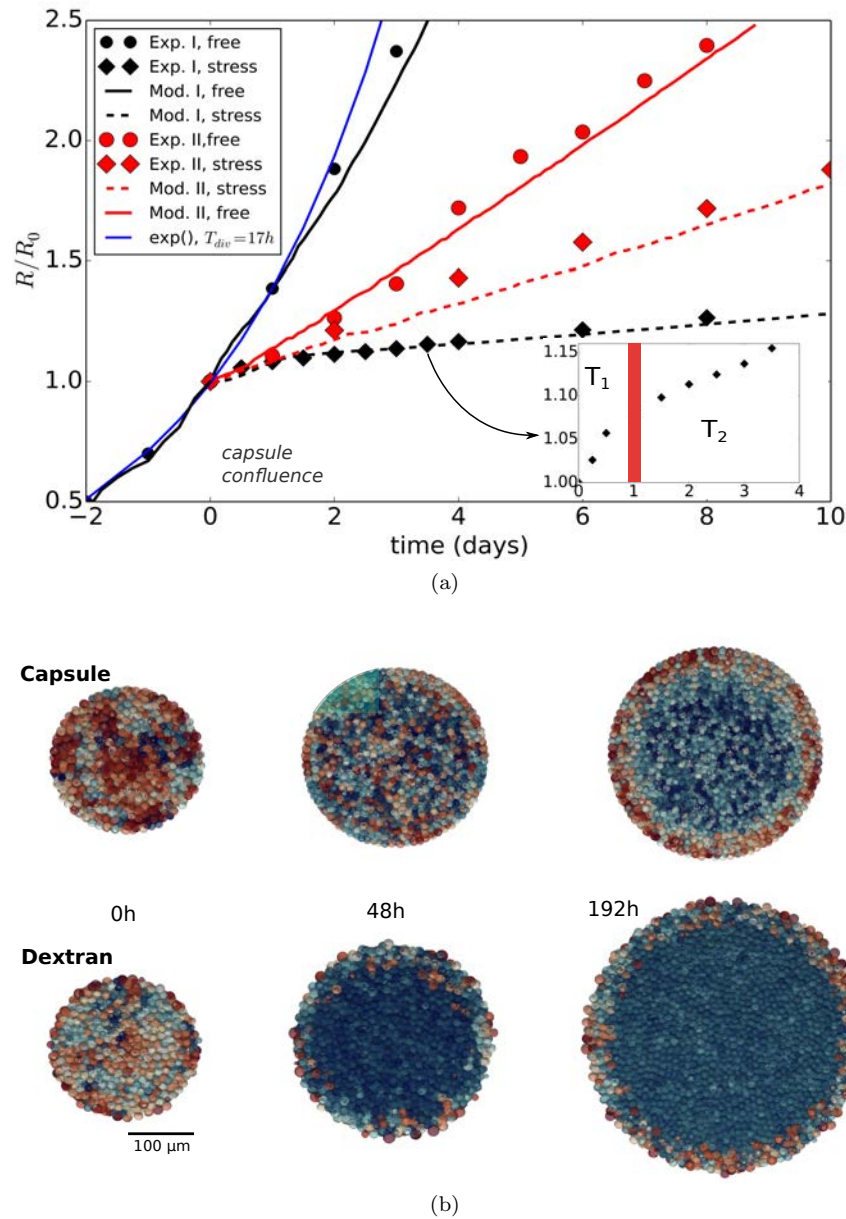 2.5
2.0
1.5
1.0
0.5
R/R₀
Exp. I, free
Exp. I, stress
Mod. I, free
Mod. I, stress
Exp. II,free
Exp. II, stress
Mod. II, stress
Mod. II, free
exp(), T_div=17h
capsule
confluence
1.15
1.10
1.05
1.00
T₁
T₂
0 1 2 3 4
−2 0 2 4 6 8 10
time (days)
(a)
Capsule
0h 48h 192h
Dextran
100 μm
(b)